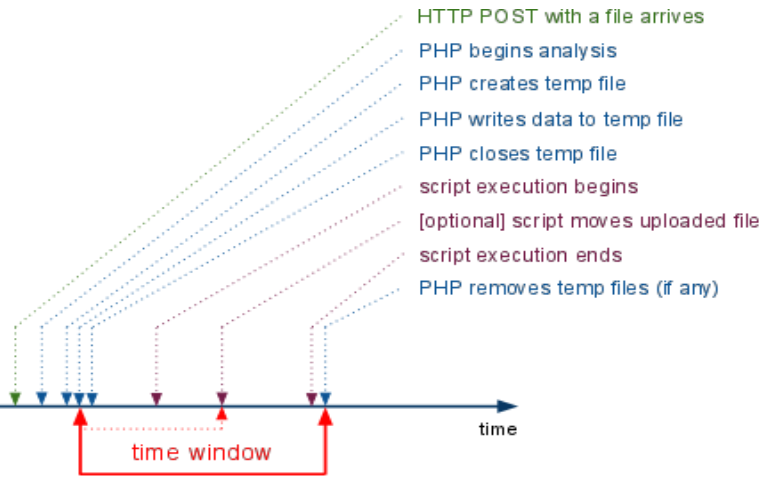 HTTP POST with a file arrives
PHP begins analysis
PHP creates temp file
PHP writes data to temp file
PHP closes temp file
script execution begins
[optional] script moves uploaded file
script execution ends
PHP removes temp files (if any)
time
time window